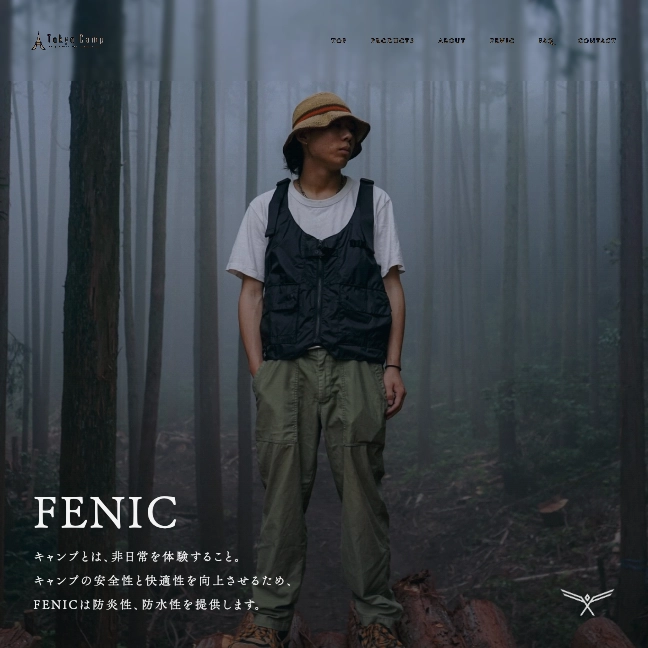 Tokyo Camp
TOP PRODUCTS ABOUT FENIC FAQ CONTACT
FENIC
キャンプとは、非日常を体験すること。
キャンプの安全性と快適性を向上させるため、
FENICは防炎性、防水性を提供します。